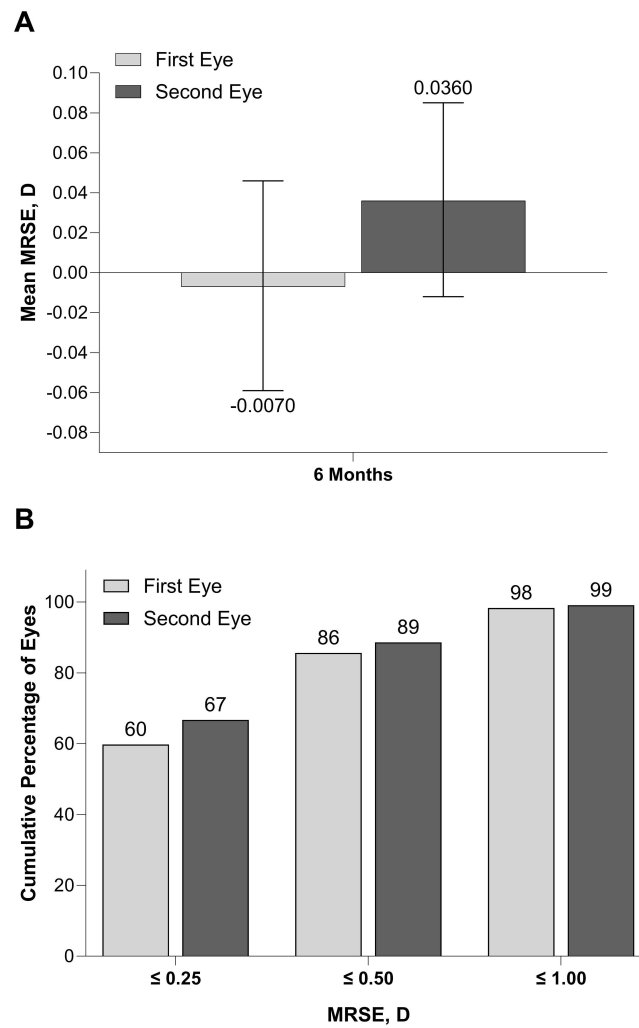 A
First Eye
Second Eye
0.10
0.08
0.06
0.04
0.02
0.00
-0.02
-0.04
-0.06
-0.08
Mean MRSE, D
0.0360
-0.0070
6 Months
B
First Eye
Second Eye
100
80
60
40
20
0
Cumulative Percentage of Eyes
60
67
86
89
98
99
≤ 0.25
≤ 0.50
≤ 1.00
MRSE, D